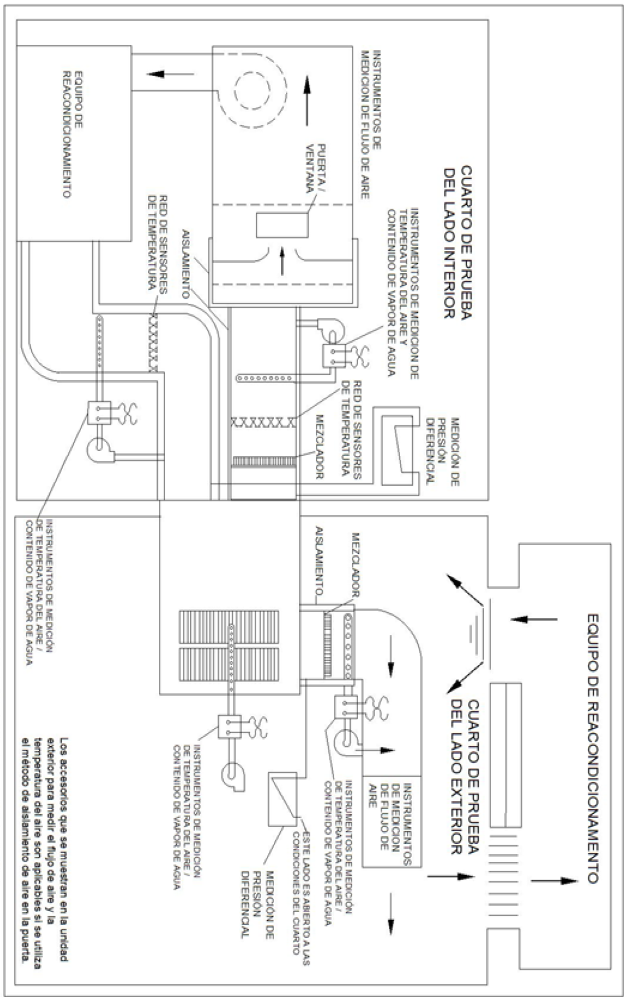 EQUIPO DE REACONDICIONAMIENTO
CUARTO DE PRUEBA
DEL LADO INTERIOR
CUARTO DE PRUEBA
DEL LADO EXTERIOR
INSTRUMENTOS DE
MEDICION DE FLUJO DE AIRE
INSTRUMENTOS DE MEDICION DE
TEMPERATURA DEL AIRE Y
CONTENIDO DE VAPOR DE AGUA
MEDICIÓN DE
PRESIÓN
DIFERENCIAL
PUERTA /
VENTANA
RED DE SENSORES
DE TEMPERATURA
MEZCLADOR
MEZCLADOR
AISLAMIENTO
INSTRUMENTOS
DE MEDICION
DE FLUJO DE
AIRE
INSTRUMENTOS DE MEDICIÓN
DE TEMPERATURA DEL AIRE /
CONTENIDO DE VAPOR DE AGUA
ESTE LADO ES ABIERTO A LAS
CONDICIONES DEL CUARTO
MEDICIÓN DE
PRESIÓN
DIFERENCIAL
AISLAMIENTO
RED DE SENSORES
DE TEMPERATURA
INSTRUMENTOS DE MEDICIÓN
DE TEMPERATURA DEL AIRE /
CONTENIDO DE VAPOR DE AGUA
EQUIPO DE
REACONDICIONAMIENTO
INSTRUMENTOS DE MEDICIÓN
DE TEMPERATURA DEL AIRE /
CONTENIDO DE VAPOR DE AGUA
Los accesorios que se muestran en la unidad
exterior para medir el flujo de aire y la
temperatura del aire son aplicables si se utiliza
el método de aislamiento de aire en la puerta.